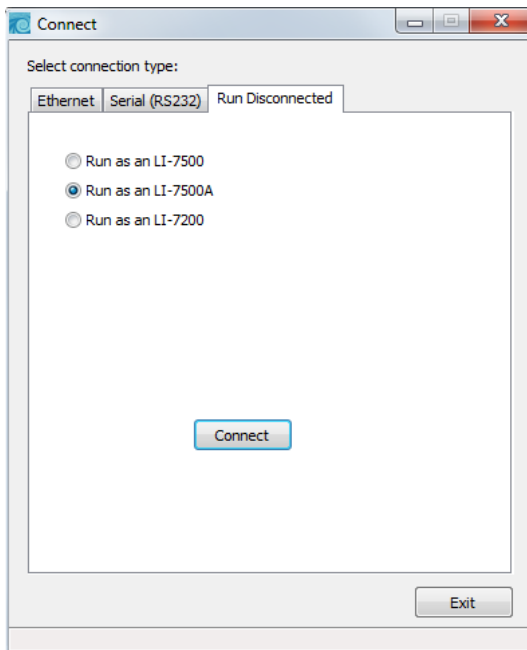 Connect
Select connection type:
Ethernet Serial (RS232) Run Disconnected
Run as an LI-7500
Run as an LI-7500A
Run as an LI-7200
Connect
Exit